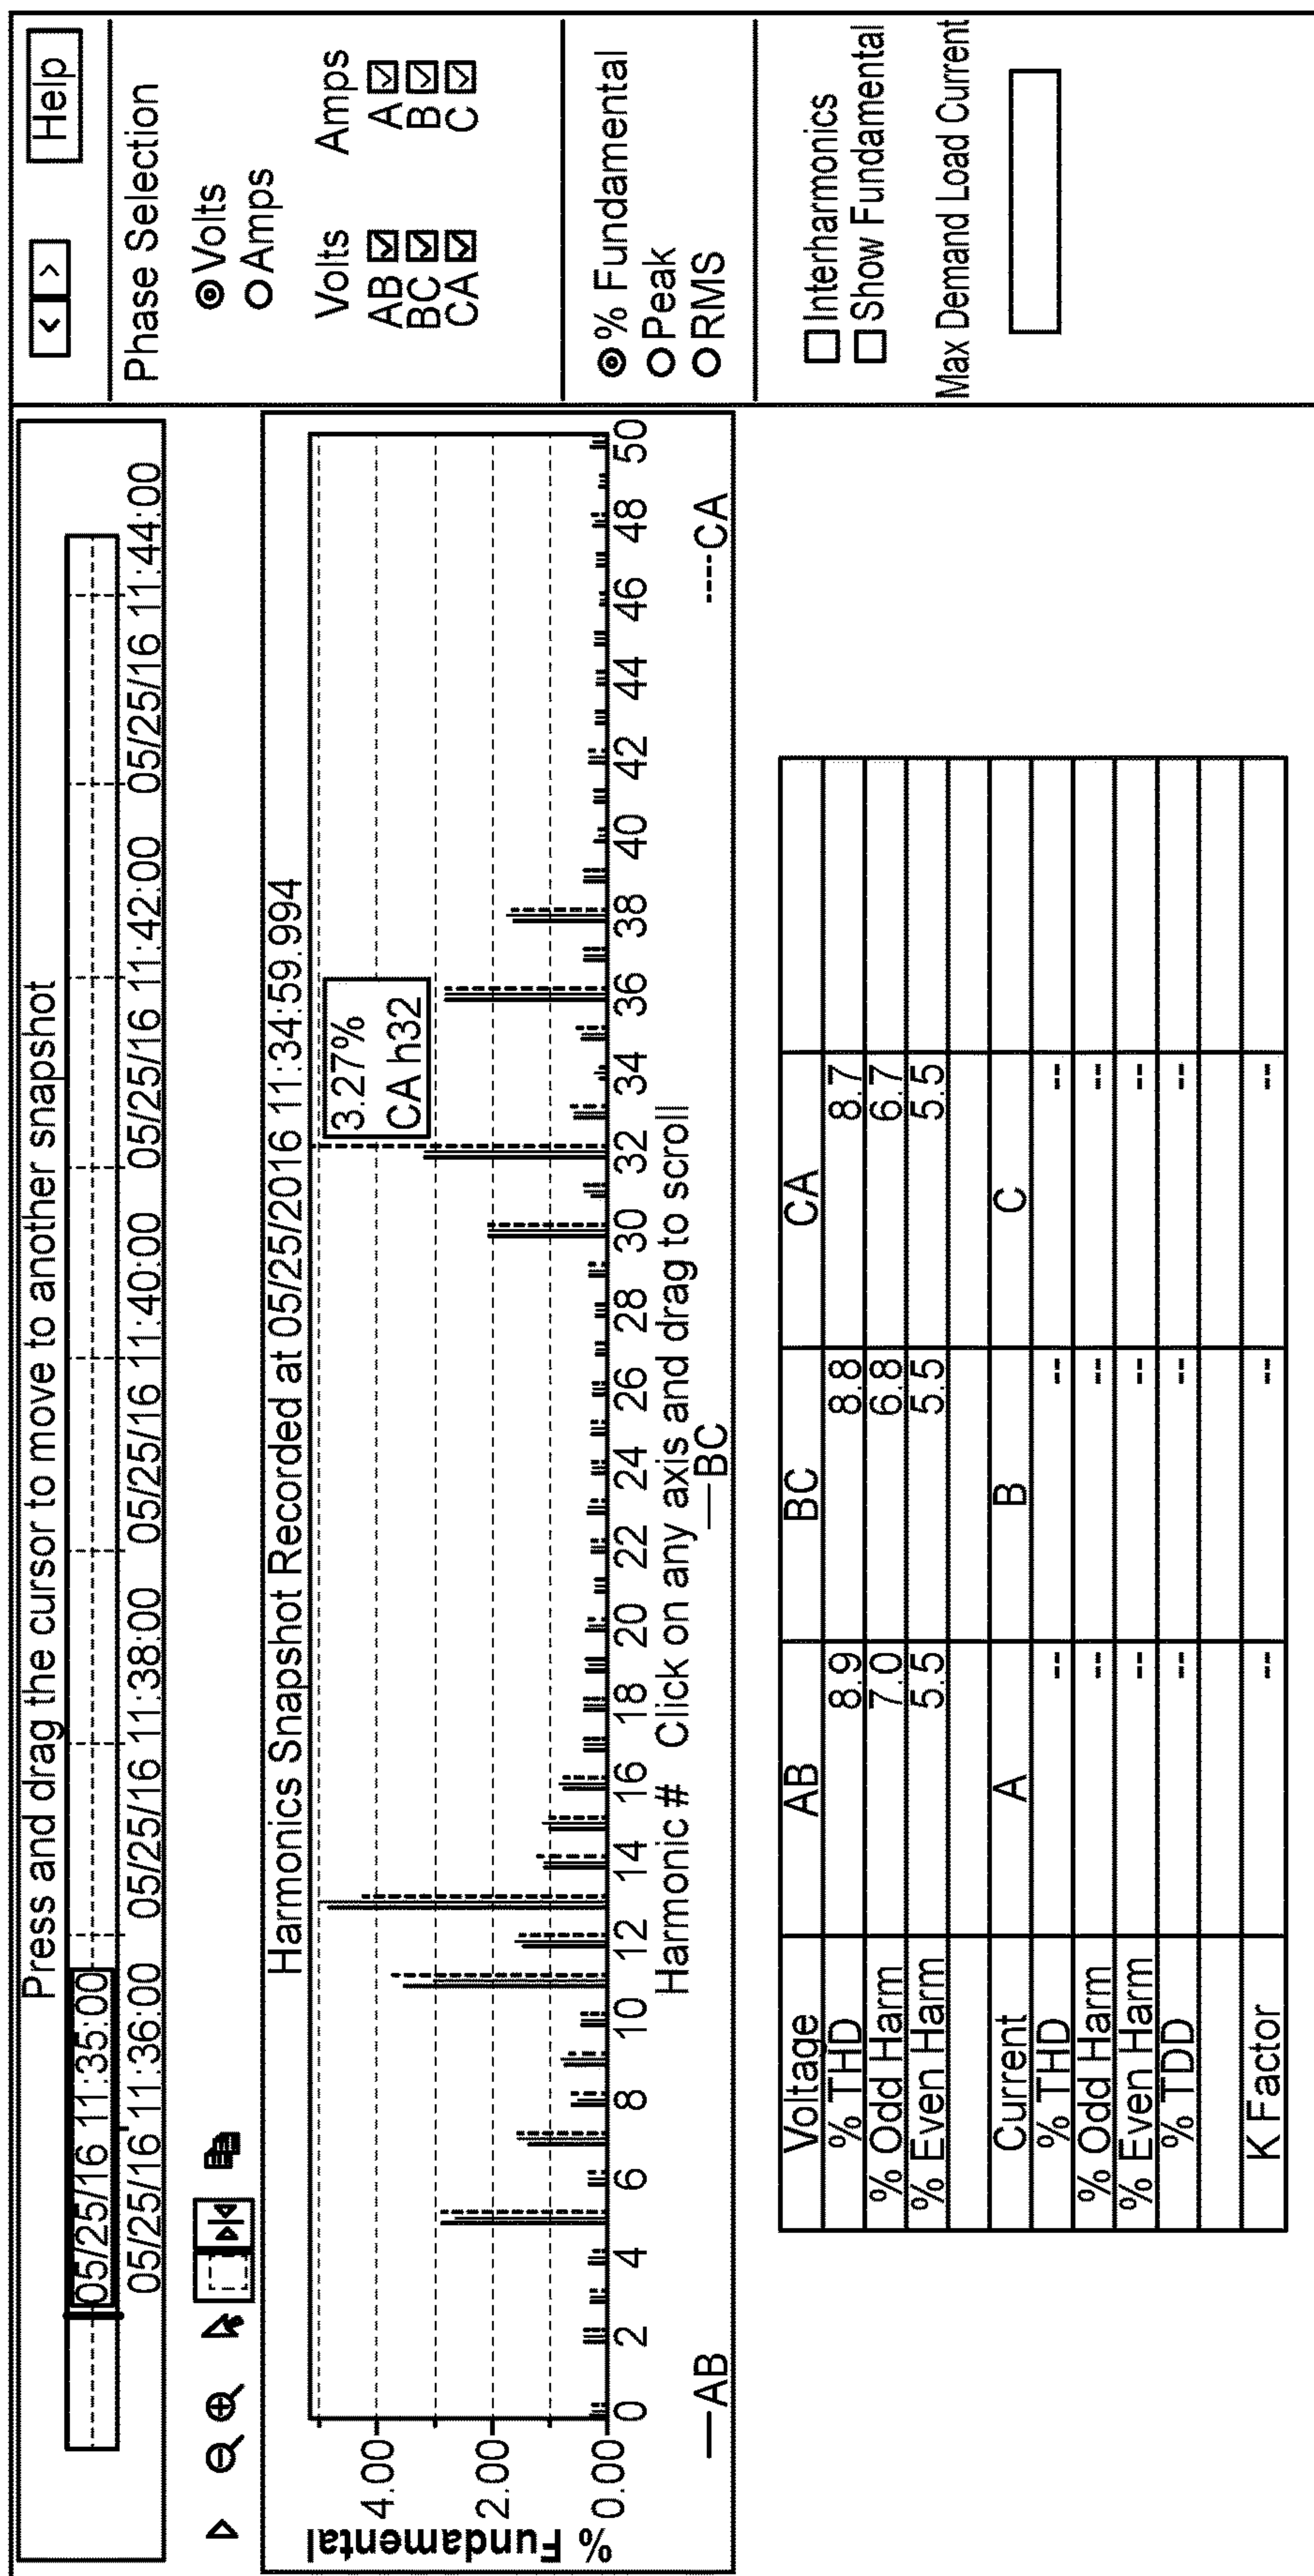 Press and drag the cursor to move to another snapshot
05/25/16 11:35:00
05/25/16 11:36:00 05/25/16 11:38:00 05/25/16 11:40:00 05/25/16 11:42:00 05/25/16 11:44:00
Harmonics Snapshot Recorded at 05/25/2016 11:34:59.994
3.27%
CA h32
% Fundamental
4.00
2.00
0.00
0 2 4 6 8 10 12 14 16 18 20 22 24 26 28 30 32 34 36 38 40 42 44 46 48 50
Harmonic # Click on any axis and drag to scroll
AB BC CA
Voltage AB BC CA
% THD 8.9 8.8 8.7
% Odd Harm 7.0 6.8 6.7
% Even Harm 5.5 5.5 5.5
Current A B C
% THD -- -- --
% Odd Harm -- -- --
% Even Harm -- -- --
% TDD -- -- --
K Factor -- -- --
< > Help
Phase Selection
Volts
Amps
Volts Amps
AB A
BC B
CA C
% Fundamental
Peak
RMS
Interharmonics
Show Fundamental
Max Demand Load Current